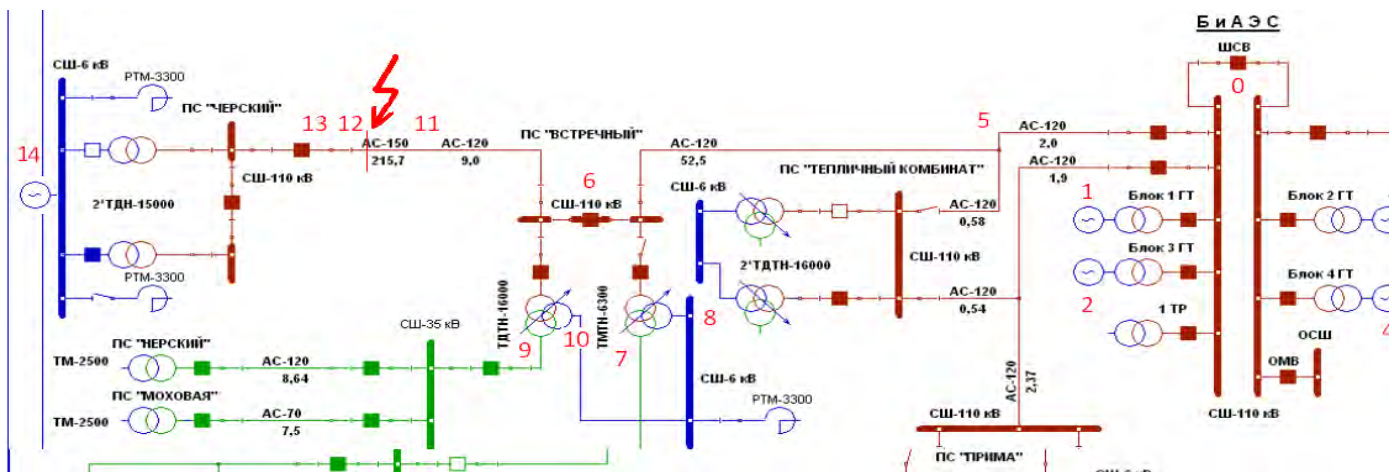 БиАЭС
ШСВ
0
СШ-6 кВ
РТМ-3300
ПС "ЧЕРСКИЙ"
13
12
11
АС-150
215,7
АС-120
9,0
ПС "ВСТРЕЧНЫЙ"
АС-120
52,5
5
АС-120
2,0
АС-120
1,9
14
СШ-110 кВ
2*ТДН-15000
РТМ-3300
6
СШ-110 кВ
СШ-6 кВ
ПС "ТЕПЛИЧНЫЙ КОМБИНАТ"
АС-120
0,58
СШ-110 кВ
2*ТДТН-16000
АС-120
0,54
1
Блок 1 ГТ
Блок 2 ГТ
Блок 3 ГТ
2
Блок 4 ГТ
4
1 ТР
ОСШ
ОМВ
СШ-110 кВ
ТДТН-16000
9
10
ТМТН-6300
7
8
СШ-35 кВ
ПС "НЕРСКИЙ"
ТМ-2500
АС-120
8,64
ПС "МОХОВАЯ"
ТМ-2500
АС-70
7,5
СШ-6 кВ
РТМ-3300
АС-120
2,37
СШ-110 кВ
ПС "ПРИМА"